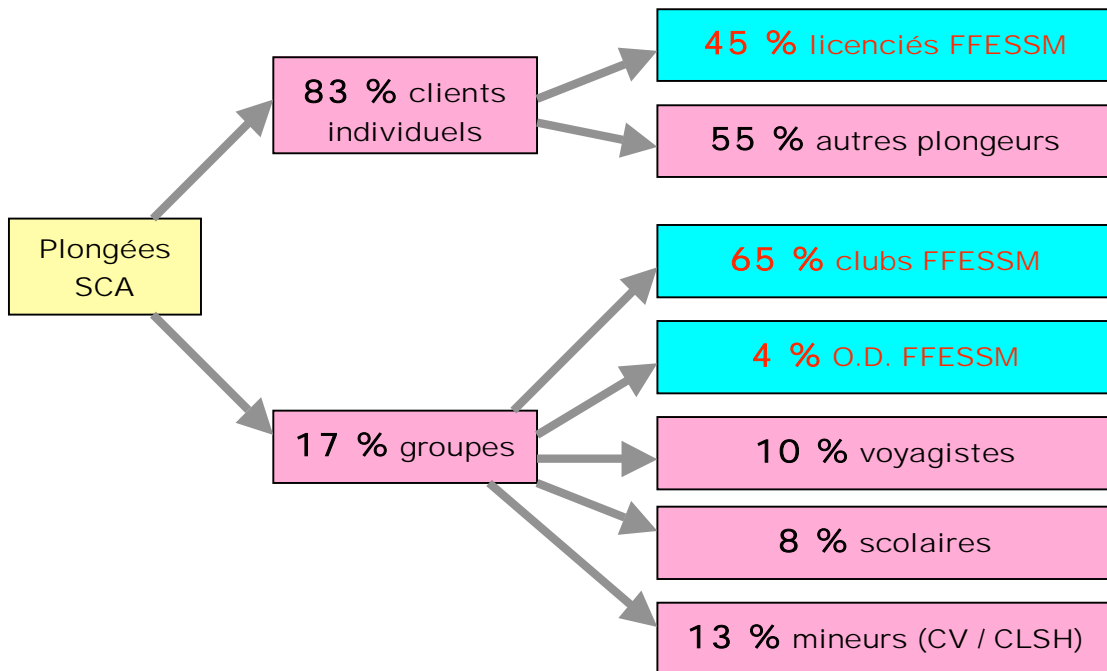 45 % licenciés FFESSM
83 % clients
individuels
55 % autres plongeurs
Plongées
SCA
65 % clubs FFESSM
4 % O.D. FFESSM
17 % groupes
10 % voyagistes
8 % scolaires
13 % mineurs (CV / CLSH)